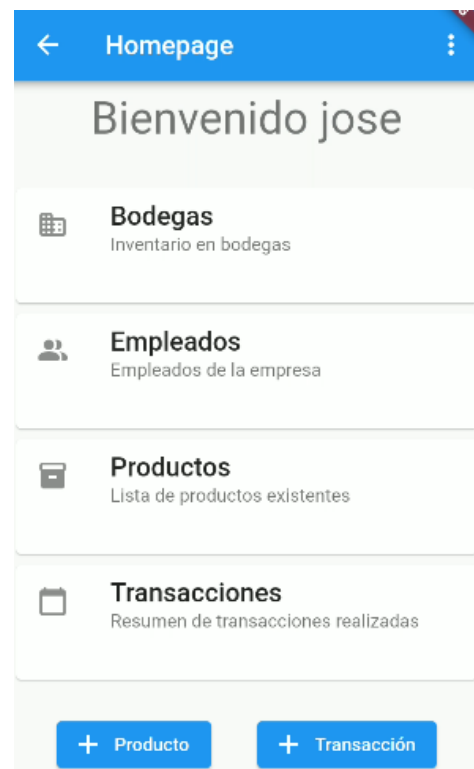 Homepage
Bienvenido jose
Bodegas
Inventario en bodegas
Empleados
Empleados de la empresa
Productos
Lista de productos existentes
Transacciones
Resumen de transacciones realizadas
+ Producto
+ Transacción